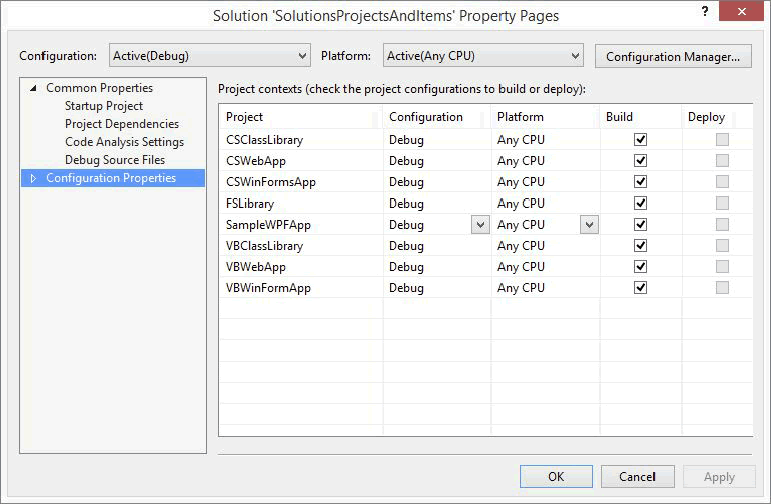 Solution 'SolutionsProjectsAndItems' Property Pages ?
Configuration: Active(Debug) Platform: Active(Any CPU) Configuration Manager...
Common Properties
Startup Project
Project Dependencies
Code Analysis Settings
Debug Source Files
Configuration Properties
Project contexts (check the project configurations to build or deploy):
Project Configuration Platform Build Deploy
CSClassLibrary Debug Any CPU
CSWebApp Debug Any CPU
CSWinFormsApp Debug Any CPU
FSLibrary Debug Any CPU
SampleWPFApp Debug Any CPU
VBClassLibrary Debug Any CPU
VBWebApp Debug Any CPU
VBWinFormApp Debug Any CPU
OK Cancel Apply